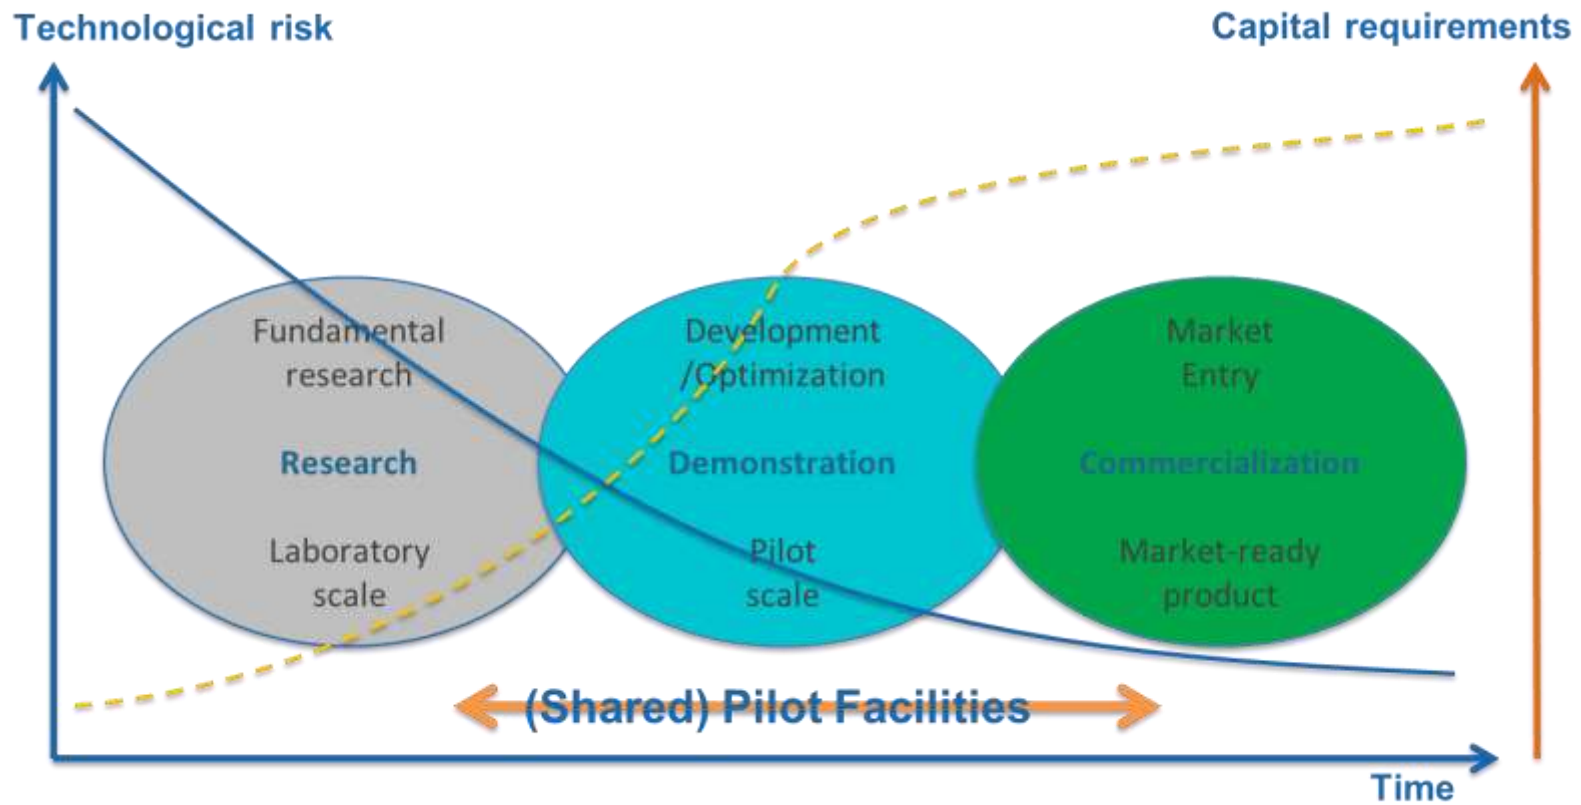 Technological risk
Capital requirements
Fundamental
research
Research
Laboratory
scale
Development
/Optimization
Demonstration
Pilot
scale
Market
Entry
Commercialization
Market-ready
product
(Shared) Pilot Facilities
Time